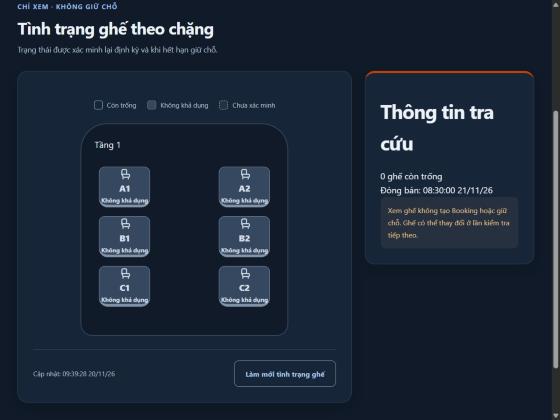 CHỈ XEM · KHÔNG GIỮ CHỖ
Tình trạng ghế theo chặng
Trạng thái được xác minh lại định kỳ và khi hết hạn giữ chỗ.
Còn trống
Không khả dụng
Chưa xác minh
Tầng 1
A1
Không khả dụng
A2
Không khả dụng
B1
Không khả dụng
B2
Không khả dụng
C1
Không khả dụng
C2
Không khả dụng
Cập nhật: 09:39:28 20/11/26
Làm mới tình trạng ghế
Thông tin tra
cứu
0 ghế còn trống
Đóng bán: 08:30:00 21/11/26
Xem ghế không tạo Booking hoặc giữ
chỗ. Ghế có thể thay đổi ở lần kiểm tra
tiếp theo.